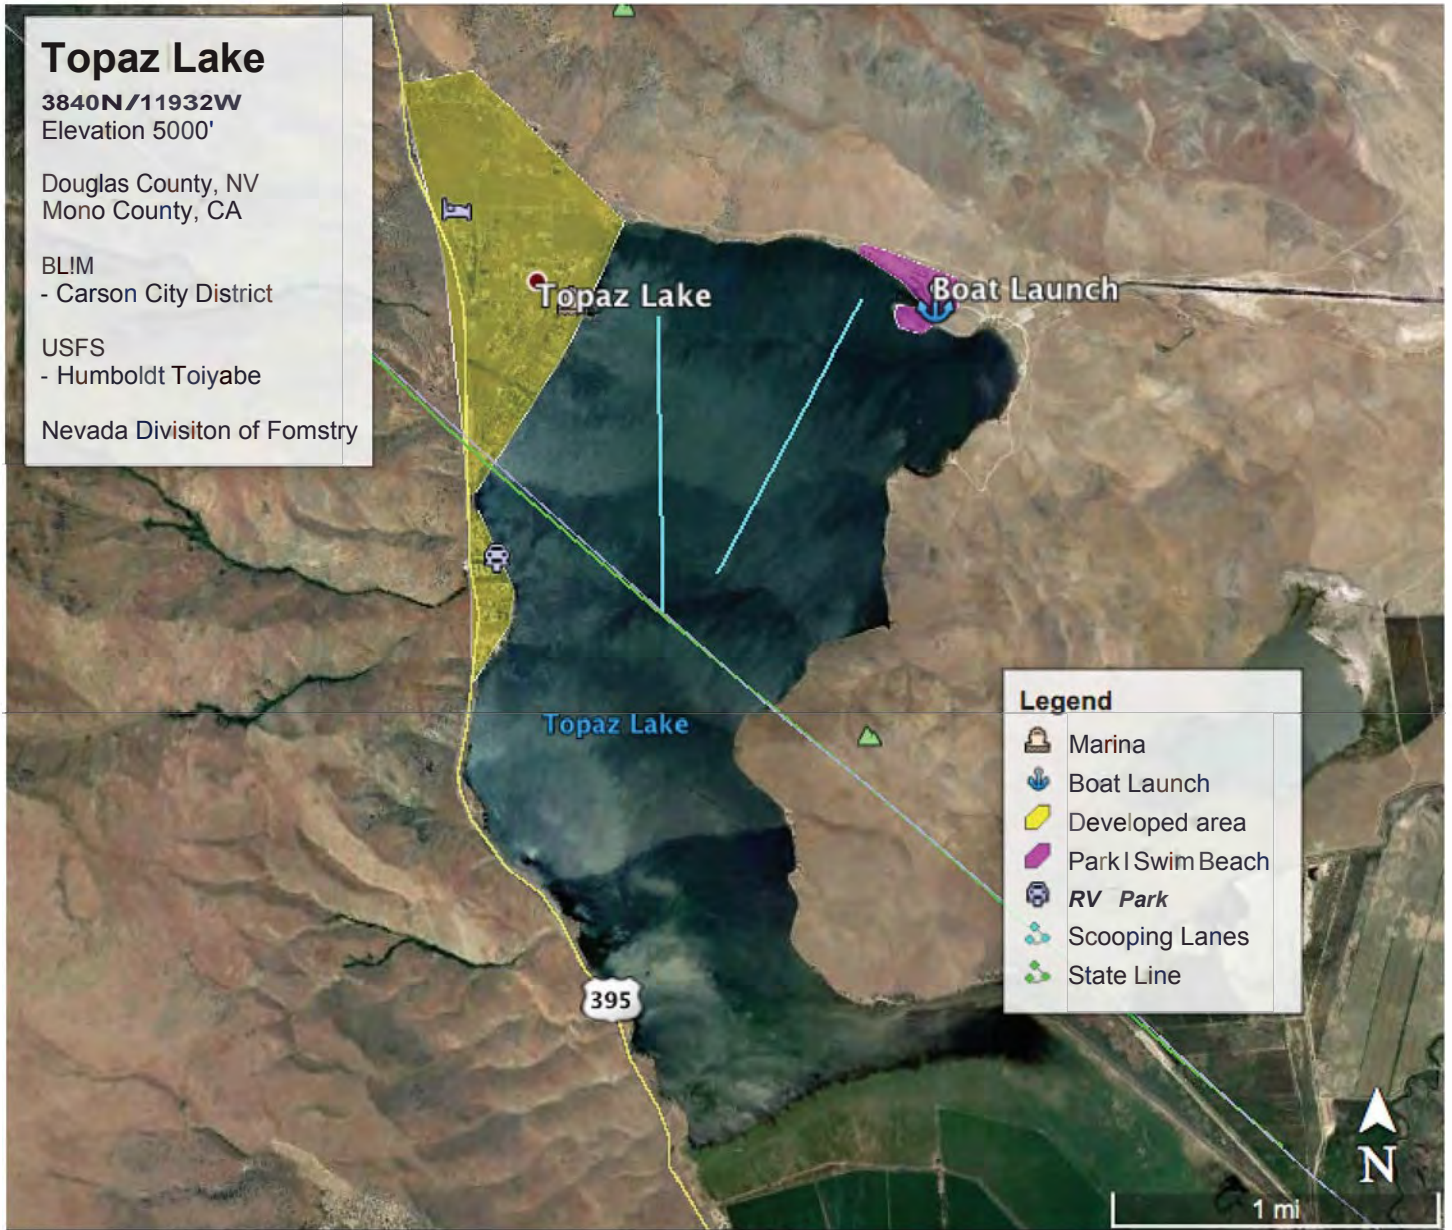 Topaz Lake
3840N/11932W
Elevation 5000'
Douglas County, NV
Mono County, CA
BL!M
- Carson City District
USFS
- Humboldt Toiyabe
Nevada Divisiton of Fomstry
Topaz Lake
Boat Launch
Topaz Lake
395
Legend
Marina
Boat Launch
Developed area
Park I Swim Beach
RV Park
Scooping Lanes
State Line
N
1 mi